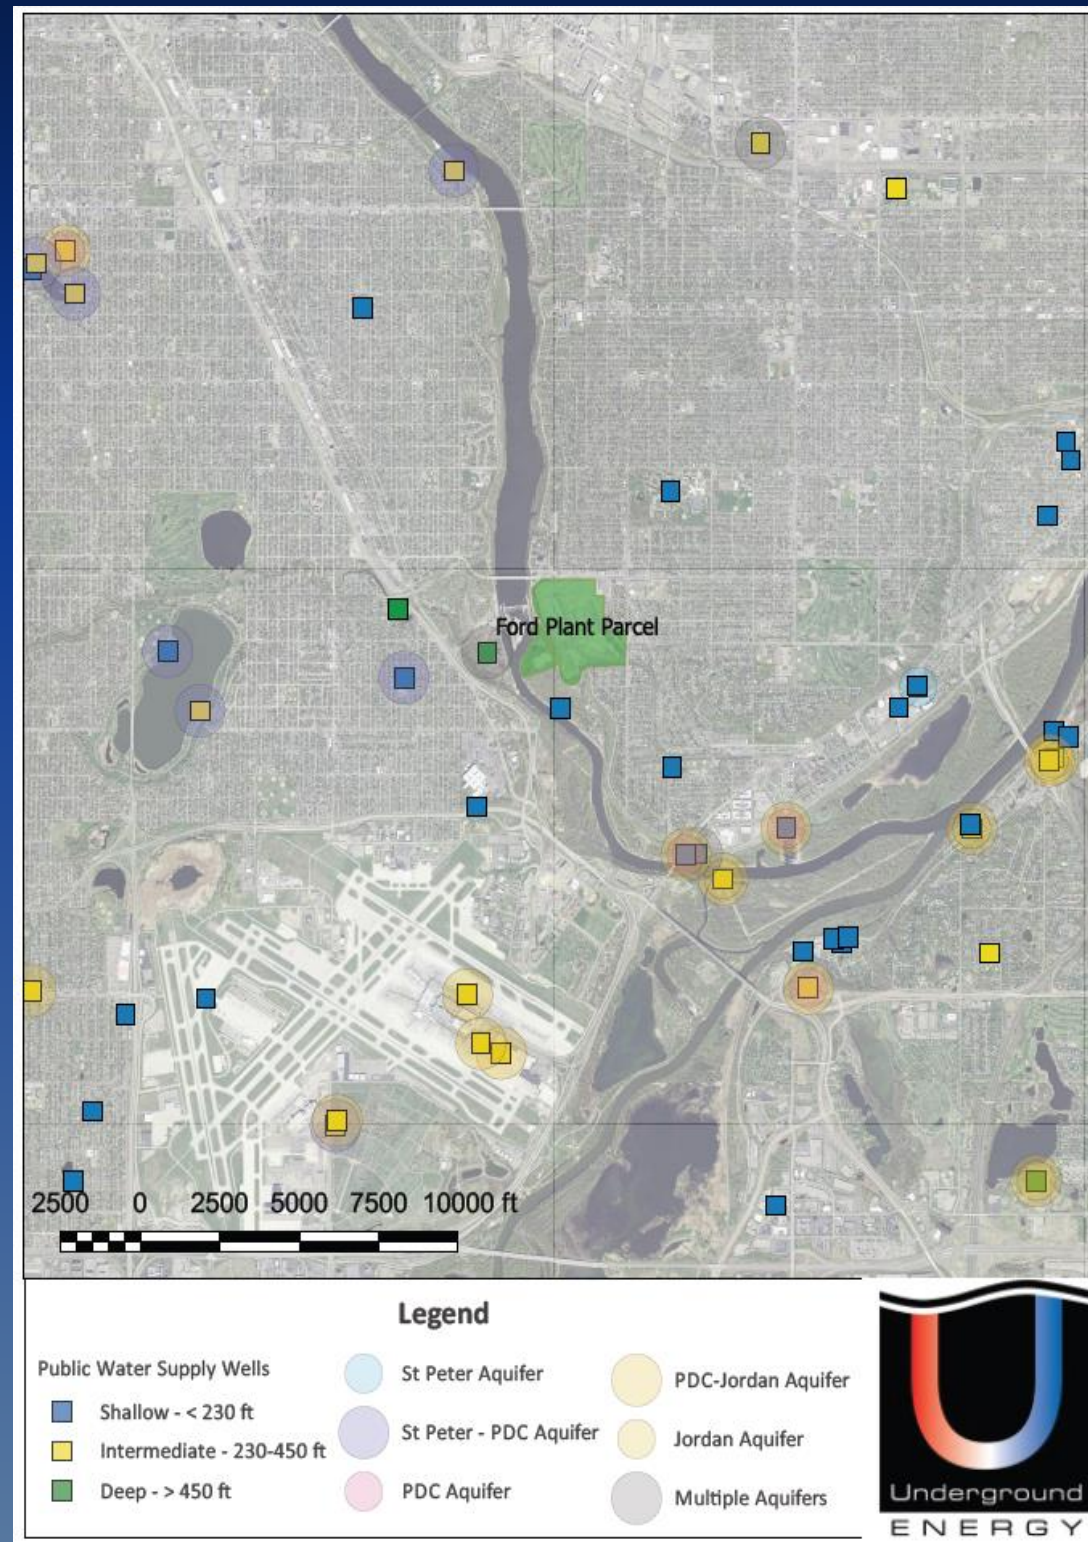 Ford Plant Parcel
2500 0 2500 5000 7500 10000 ft
Legend
Public Water Supply Wells
Shallow - < 230 ft
Intermediate - 230-450 ft
Deep - > 450 ft
St Peter Aquifer
St Peter - PDC Aquifer
PDC Aquifer
PDC-Jordan Aquifer
Jordan Aquifer
Multiple Aquifers
Underground
ENERGY